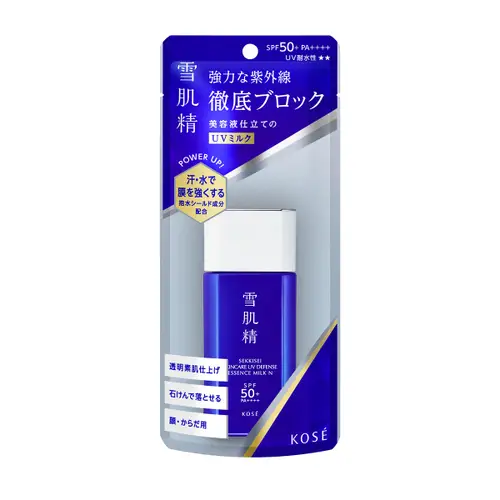 SPF50+ PA++++
UV耐水性★★
雪肌精
強力な紫外線
徹底ブロック
美容液仕立ての
UVミルク
POWER UP!
汗・水で
膜を強くする
撥水シールド成分
配合
雪肌精
SEKKISEI
SKINCARE UV DEFENSE
ESSENCE MILK N
SPF
50+
PA++++
KOSÉ
透明素肌仕上げ
石けんで落とせる
顔・からだ用
KOSÉ